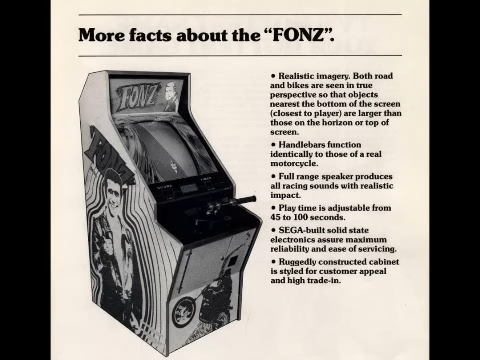 More facts about the “FONZ”.
FONZ
FONZ
● Realistic imagery. Both road
and bikes are seen in true
perspective so that objects
nearest the bottom of the screen
(closest to player) are larger than
those on the horizon or top of
screen.
● Handlebars function
identically to those of a real
motorcycle.
● Full range speaker produces
all racing sounds with realistic
impact.
● Play time is adjustable from
45 to 100 seconds.
● SEGA-built solid state
electronics assure maximum
reliability and ease of servicing.
● Ruggedly constructed cabinet
is styled for customer appeal
and high trade-in.